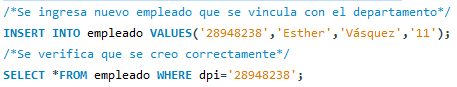 /*Se ingresa nuevo empleado que se vincula con el departamento*/
INSERT INTO empleado VALUES('28948238','Esther','Vásquez','11');
/*Se verifica que se creo correctamente*/
SELECT *FROM empleado WHERE dpi='28948238';